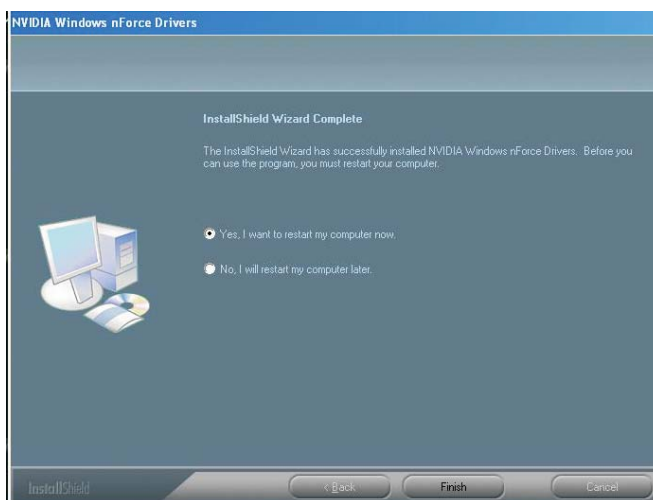 NVIDIA Windows nForce Drivers
InstallShield Wizard Complete
The InstallShield Wizard has successfully installed NVIDIA Windows nForce Drivers. Before you
can use the program, you must restart your computer.
Yes, I want to restart my computer now.
No, I will restart my computer later.
InstallShield
< Back
Finish
Cancel